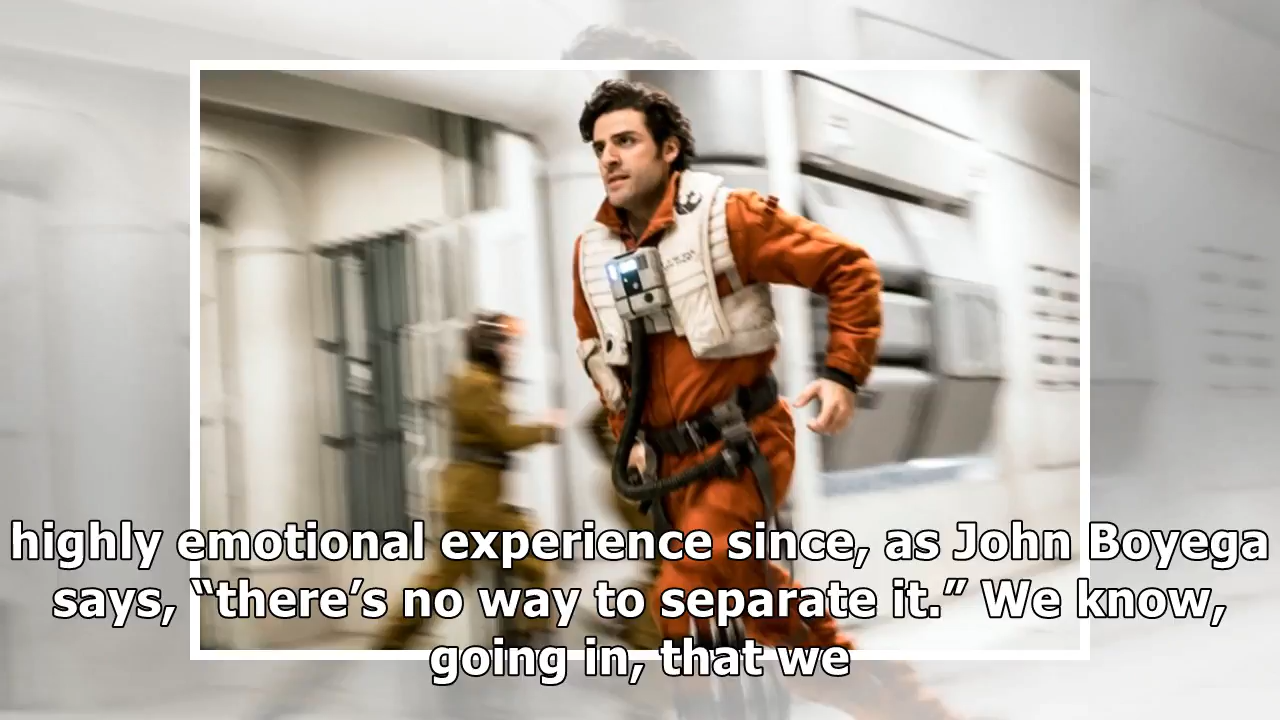 highly emotional experience since, as John Boyega
says, “there’s no way to separate it.” We know,
going in, that we